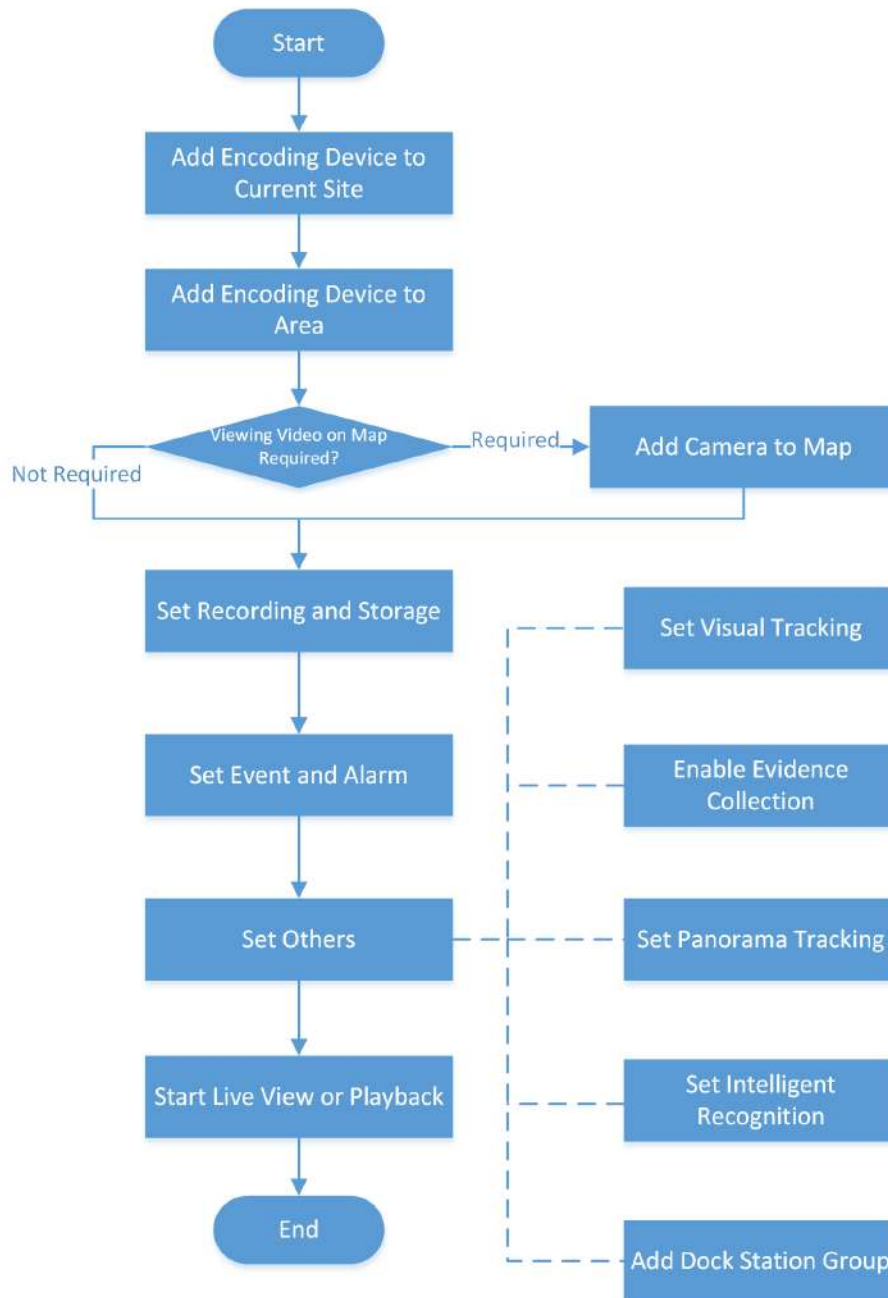 Start
Add Encoding Device to
Current Site
Add Encoding Device to
Area
Viewing Video on Map
Required?
Required
Add Camera to Map
Not Required
Set Recording and Storage
Set Visual Tracking
Set Event and Alarm
Enable Evidence
Collection
Set Others
Set Panorama Tracking
Start Live View or Playback
Set Intelligent
Recognition
End
Add Dock Station Group